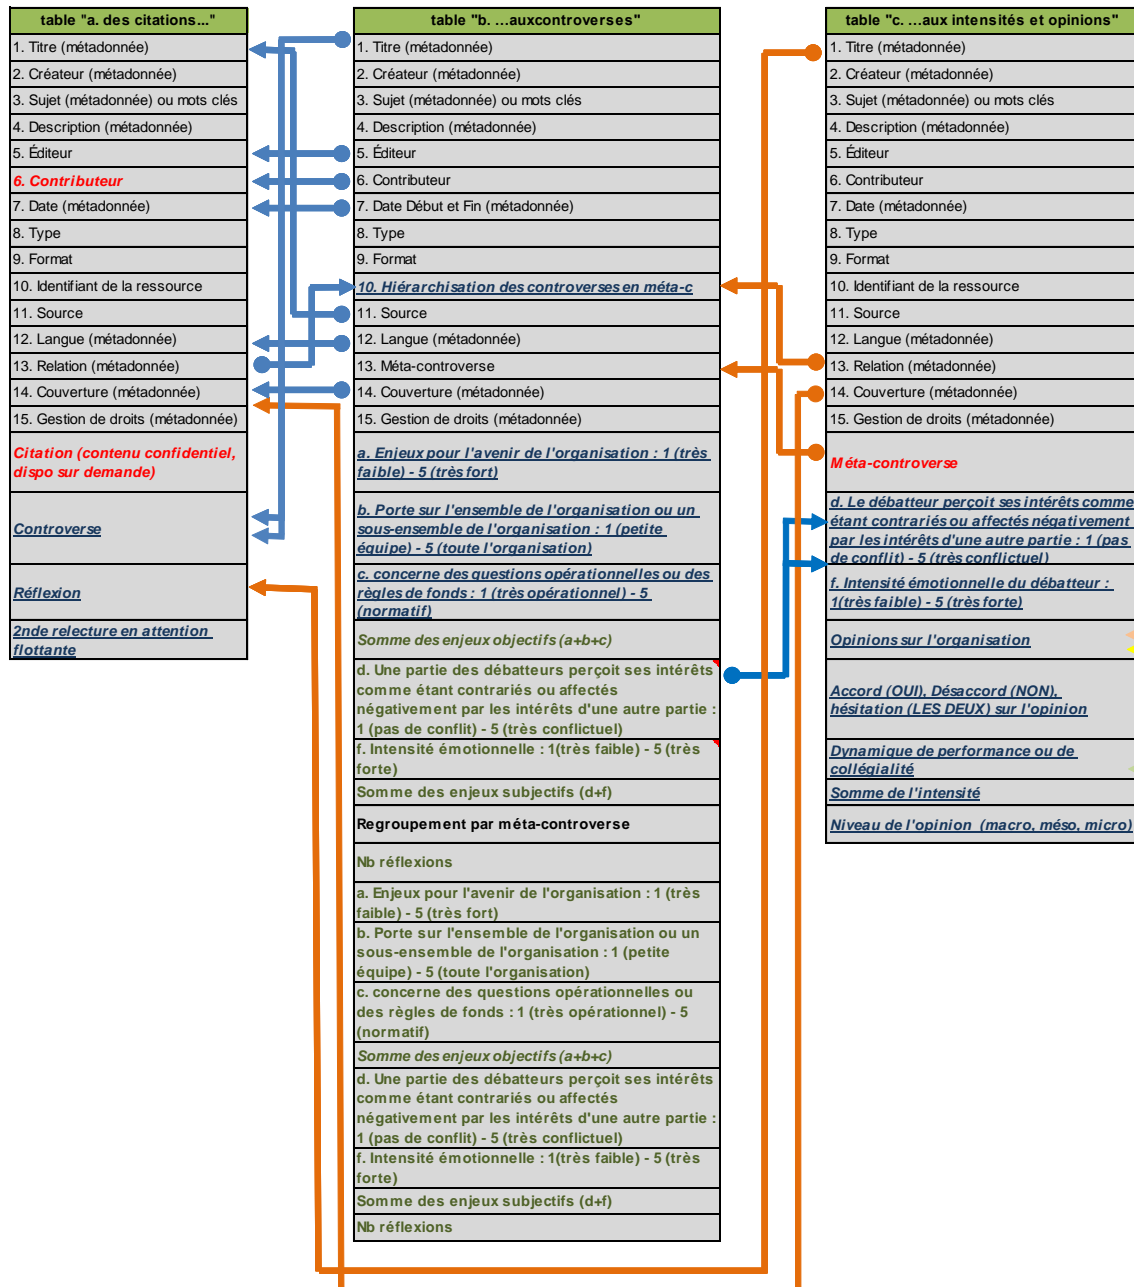 table "a. des citations..."
1. Titre (métadonnée)
2. Créateur (métadonnée)
3. Sujet (métadonnée) ou mots clés
4. Description (métadonnée)
5. Éditeur
6. Contributeur
7. Date (métadonnée)
8. Type
9. Format
10. Identifiant de la ressource
11. Source
12. Langue (métadonnée)
13. Relation (métadonnée)
14. Couverture (métadonnée)
15. Gestion de droits (métadonnée)
Citation (contenu confidentiel,
dispo sur demande)
Controverse
Réflexion
2nde relecture en attention
flottante
table "b. ...auxcontroverses"
1. Titre (métadonnée)
2. Créateur (métadonnée)
3. Sujet (métadonnée) ou mots clés
4. Description (métadonnée)
5. Éditeur
6. Contributeur
7. Date Début et Fin (métadonnée)
8. Type
9. Format
10. Hiérarchisation des controverses en méta-c
11. Source
12. Langue (métadonnée)
13. Méta-controverse
14. Couverture (métadonnée)
15. Gestion de droits (métadonnée)
a. Enjeux pour l'avenir de l'organisation : 1 (très
faible) - 5 (très fort)
b. Porte sur l'ensemble de l'organisation ou un
sous-ensemble de l'organisation : 1 (petite
équipe) - 5 (toute l'organisation)
c. concerne des questions opérationnelles ou des
règles de fonds : 1 (très opérationnel) - 5
(normatif)
Somme des enjeux objectifs (a+b+c)
d. Une partie des débatteurs perçoit ses intérêts
comme étant contrariés ou affectés
négativement par les intérêts d'une autre partie :
1 (pas de conflit) - 5 (très conflictuel)
f. Intensité émotionnelle : 1(très faible) - 5 (très
forte)
Somme des enjeux subjectifs (d+f)
Regroupement par méta-controverse
Nb réflexions
a. Enjeux pour l'avenir de l'organisation : 1 (très
faible) - 5 (très fort)
b. Porte sur l'ensemble de l'organisation ou un
sous-ensemble de l'organisation : 1 (petite
équipe) - 5 (toute l'organisation)
c. concerne des questions opérationnelles ou
des règles de fonds : 1 (très opérationnel) - 5
(normatif)
Somme des enjeux objectifs (a+b+c)
d. Une partie des débatteurs perçoit ses intérêts
comme étant contrariés ou affectés
négativement par les intérêts d'une autre partie :
1 (pas de conflit) - 5 (très conflictuel)
f. Intensité émotionnelle : 1(très faible) - 5 (très
forte)
Somme des enjeux subjectifs (d+f)
Nb réflexions
table "c. ...aux intensités et opinions"
1. Titre (métadonnée)
2. Créateur (métadonnée)
3. Sujet (métadonnée) ou mots clés
4. Description (métadonnée)
5. Éditeur
6. Contributeur
7. Date (métadonnée)
8. Type
9. Format
10. Identifiant de la ressource
11. Source
12. Langue (métadonnée)
13. Relation (métadonnée)
14. Couverture (métadonnée)
15. Gestion de droits (métadonnée)
Méta-controverse
d. Le débatteur perçoit ses intérêts comme
étant contrariés ou affectés négativement
par les intérêts d'une autre partie : 1 (pas
de conflit) - 5 (très conflictuel)
f. Intensité émotionnelle du débatteur :
1(très faible) - 5 (très forte)
Opinions sur l'organisation
Accord (OUI), Désaccord (NON),
hésitation (LES DEUX) sur l'opinion
Dynamique de performance ou de
collégialité
Somme de l'intensité
Niveau de l'opinion (macro, méso, micro)